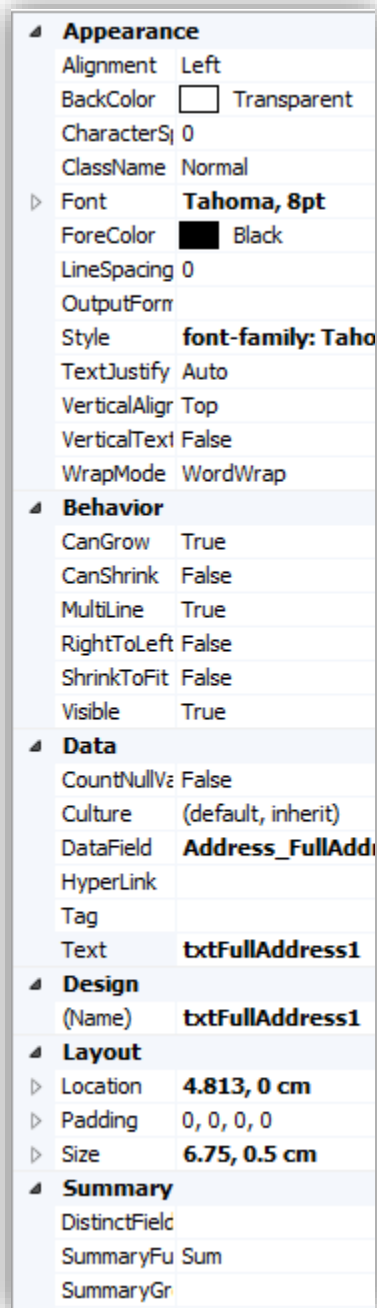 Appearance
Alignment Left
BackColor Transparent
CharacterSp 0
ClassName Normal
Font Tahoma, 8pt
ForeColor Black
LineSpacing 0
OutputForm
Style font-family: Taho
TextJustify Auto
VerticalAligr Top
VerticalText False
WrapMode WordWrap
Behavior
CanGrow True
CanShrink False
MultiLine True
RightToLeft False
ShrinkToFit False
Visible True
Data
CountNullVa False
Culture (default, inherit)
DataField Address_FullAddr
HyperLink
Tag
Text txtFullAddress1
Design
(Name) txtFullAddress1
Layout
Location 4.813, 0 cm
Padding 0, 0, 0, 0
Size 6.75, 0.5 cm
Summary
DistinctField
SummaryFu Sum
SummaryGr